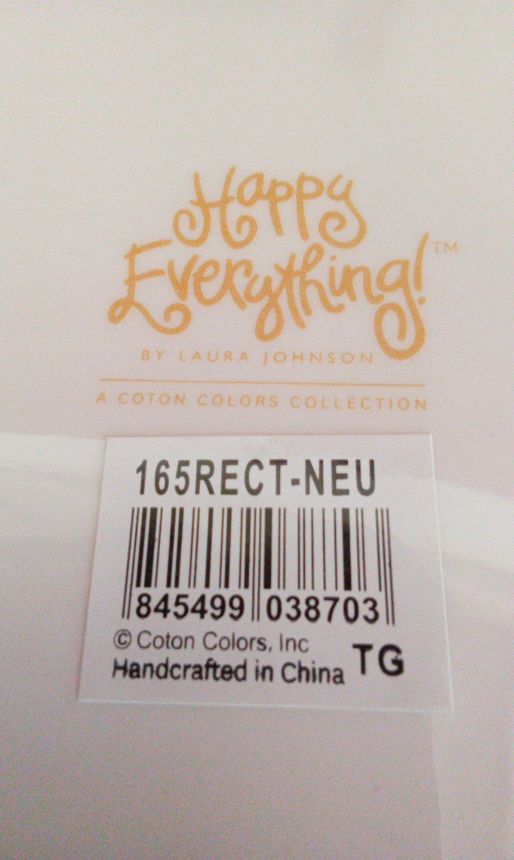 Happy
Everything!™
BY LAURA JOHNSON
A COTON COLORS COLLECTION
165RECT-NEU
845499 038703
© Coton Colors, Inc
Handcrafted in China TG